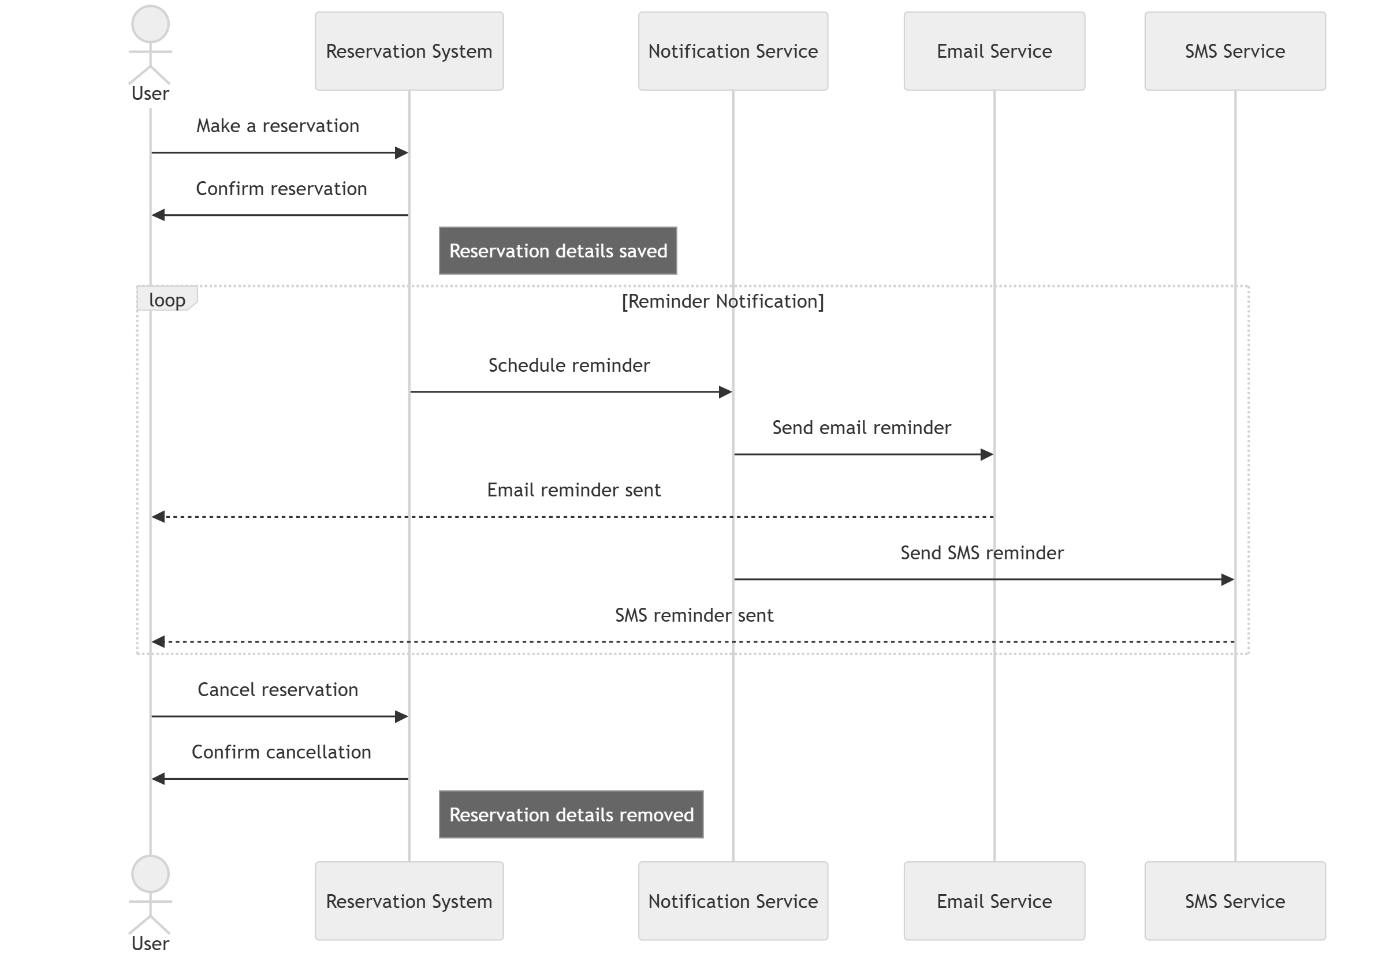 User
Reservation System
Notification Service
Email Service
SMS Service
Make a reservation
Confirm reservation
Reservation details saved
loop
[Reminder Notification]
Schedule reminder
Send email reminder
Email reminder sent
Send SMS reminder
SMS reminder sent
Cancel reservation
Confirm cancellation
Reservation details removed
User
Reservation System
Notification Service
Email Service
SMS Service